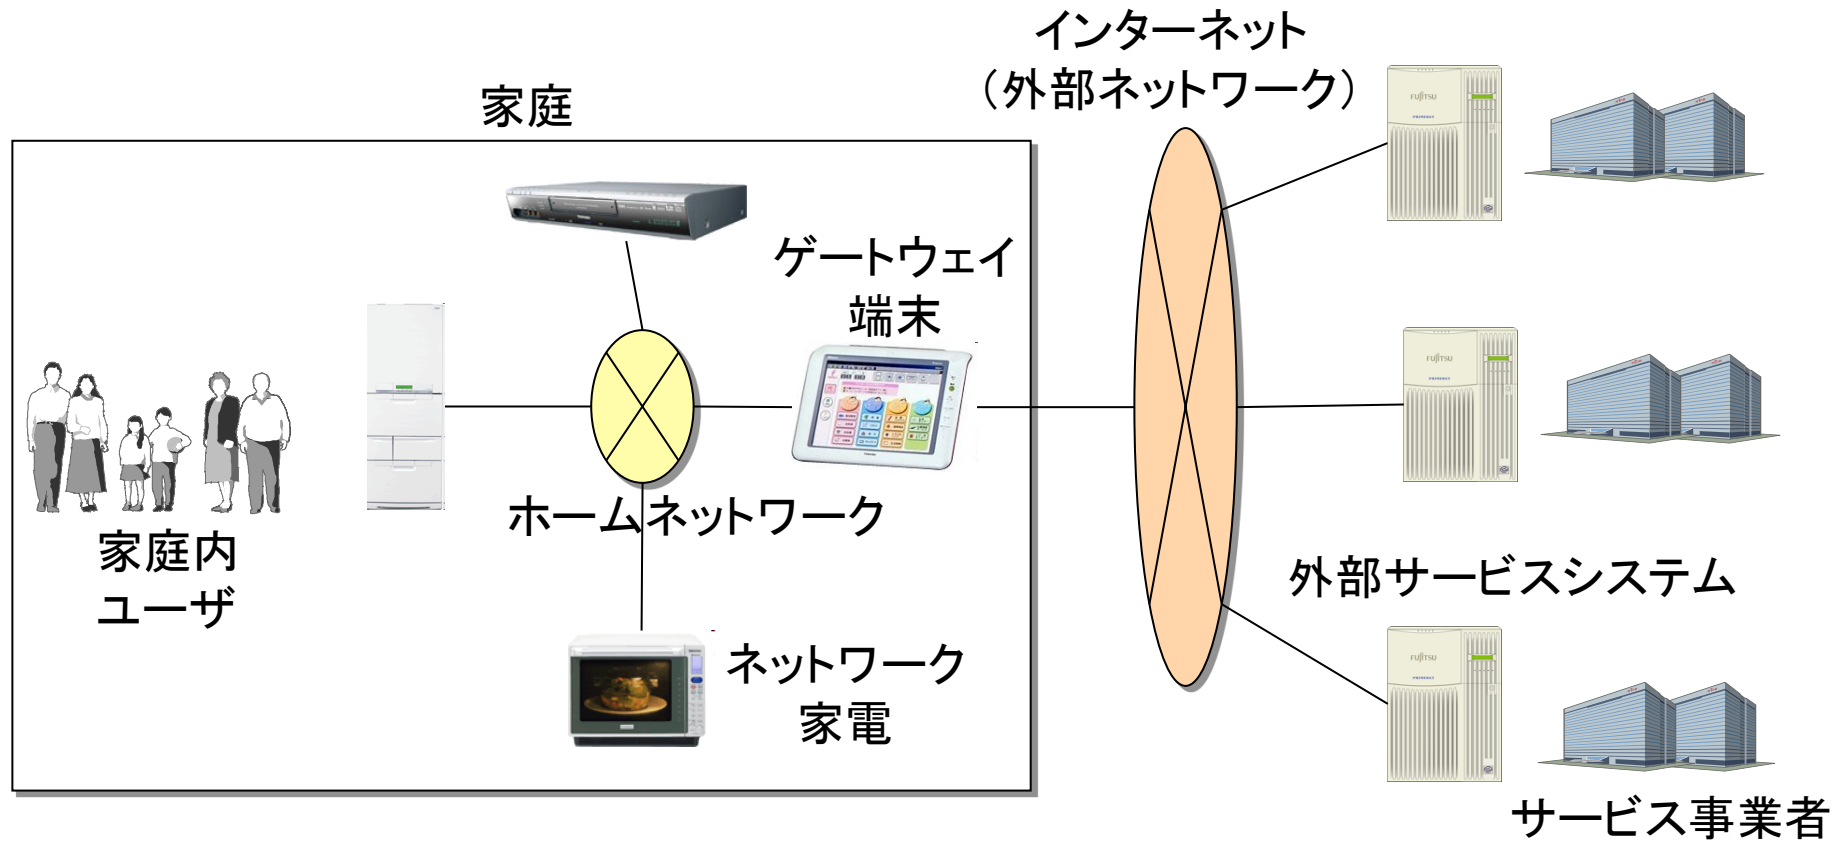 インターネット
（外部ネットワーク）
家庭
ゲートウェイ
端末
ホームネットワーク
家庭内
ユーザ
ネットワーク
家電
外部サービスシステム
サービス事業者
FUJITSU
FUJITSU
FUJITSU